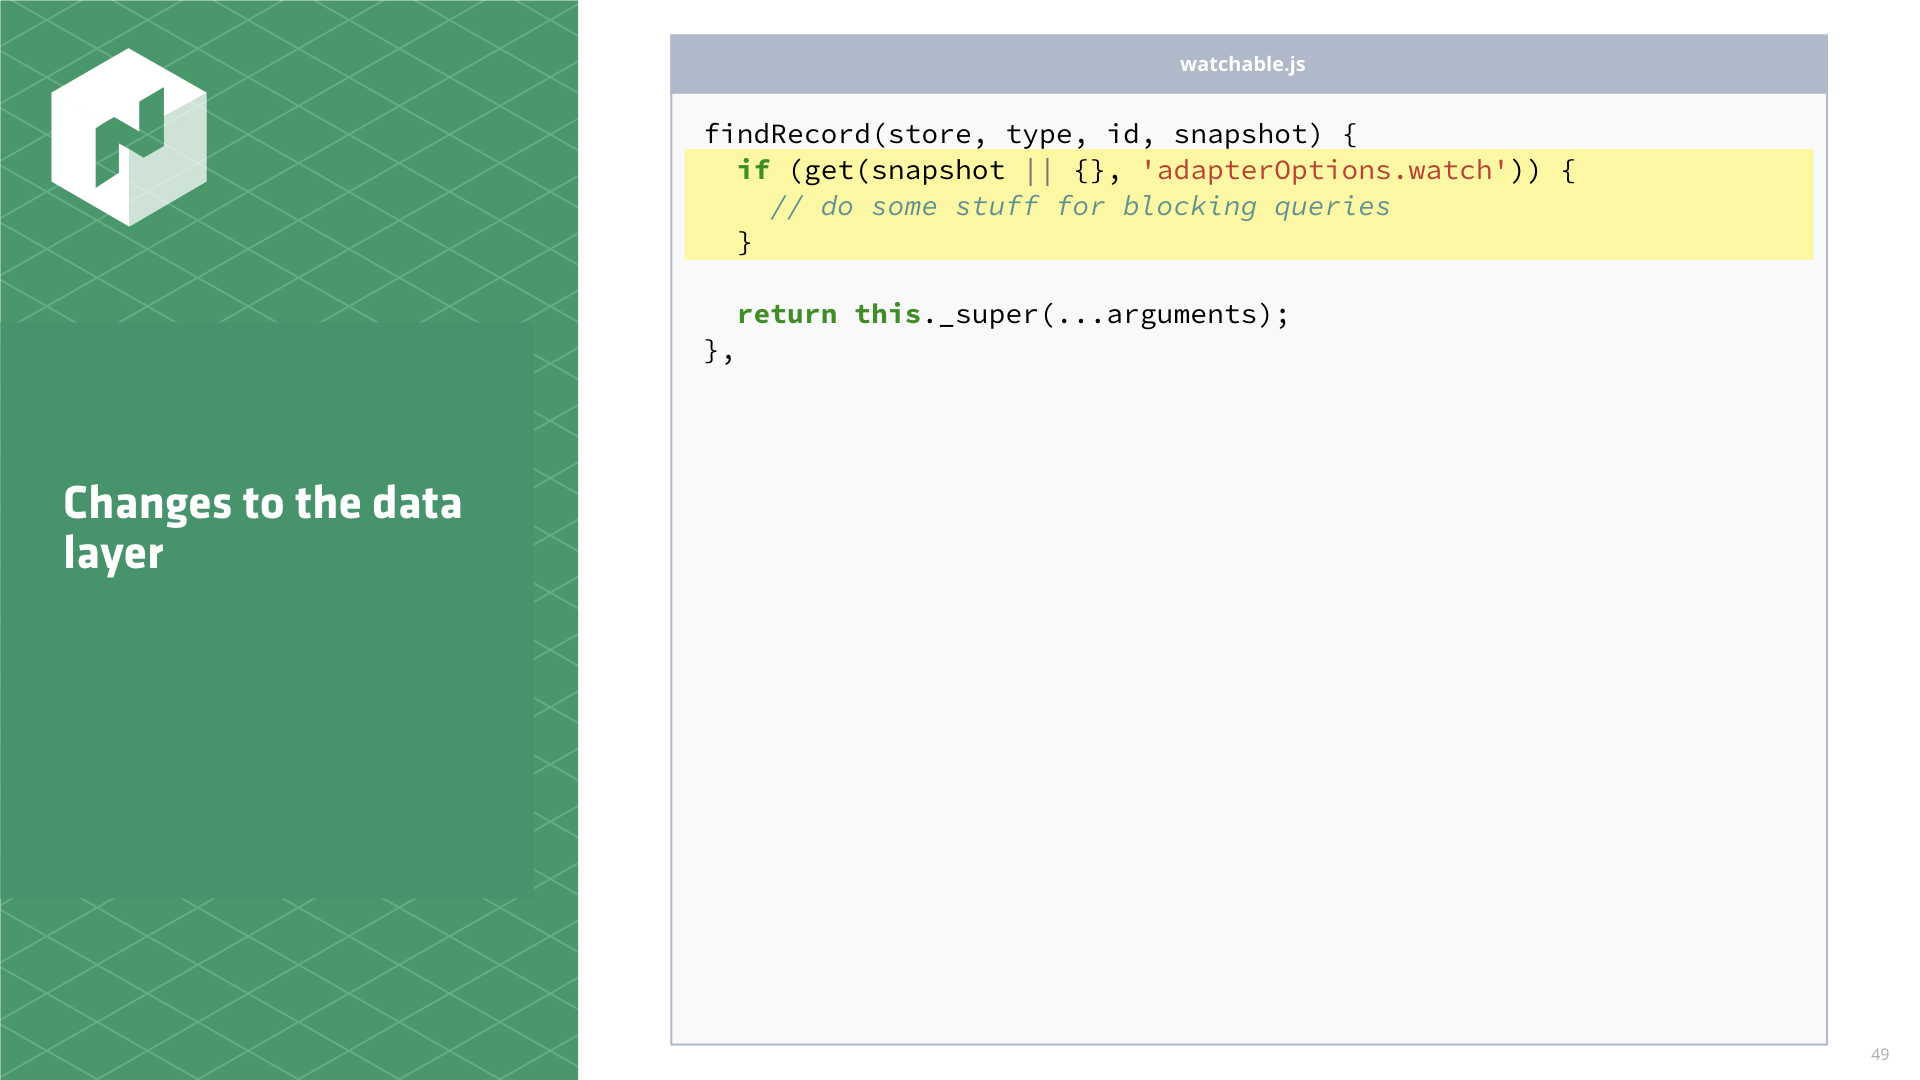 Changes to the data
layer
watchable.js
findRecord(store, type, id, snapshot) {
  if (get(snapshot || {}, 'adapterOptions.watch')) {
    // do some stuff for blocking queries
  }
  return this._super(...arguments);
},
49